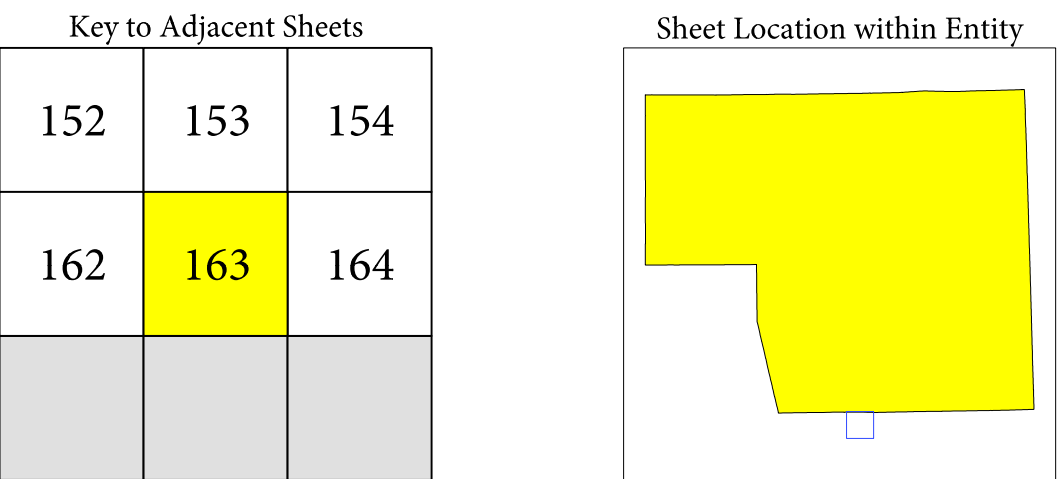 Key to Adjacent Sheets
Sheet Location within Entity
152 153 154
162 163 164